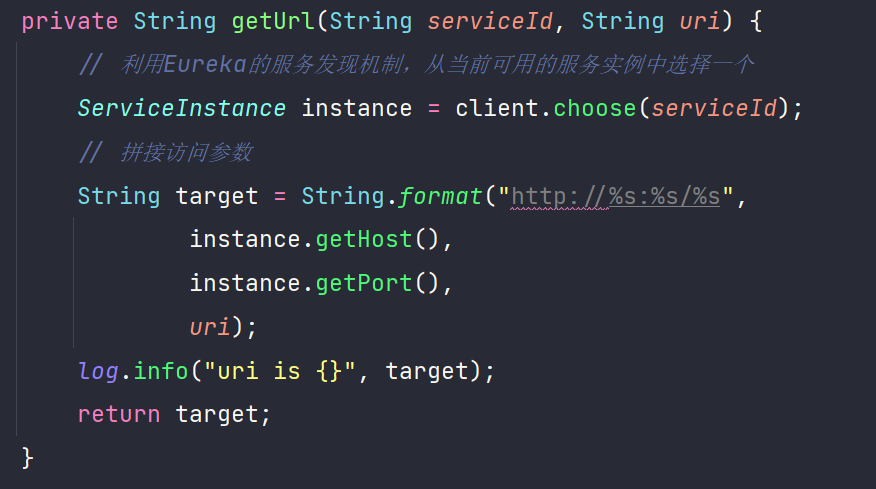 private String getUrl(String serviceId, String uri) {
// 利用Eureka的服务发现机制，从当前可用的服务实例中选择一个
ServiceInstance instance = client.choose(serviceId);
// 拼接访问参数
String target = String.format("http://%s:%s/%s",
instance.getHost(),
instance.getPort(),
uri);
log.info("uri is {}", target);
return target;
}